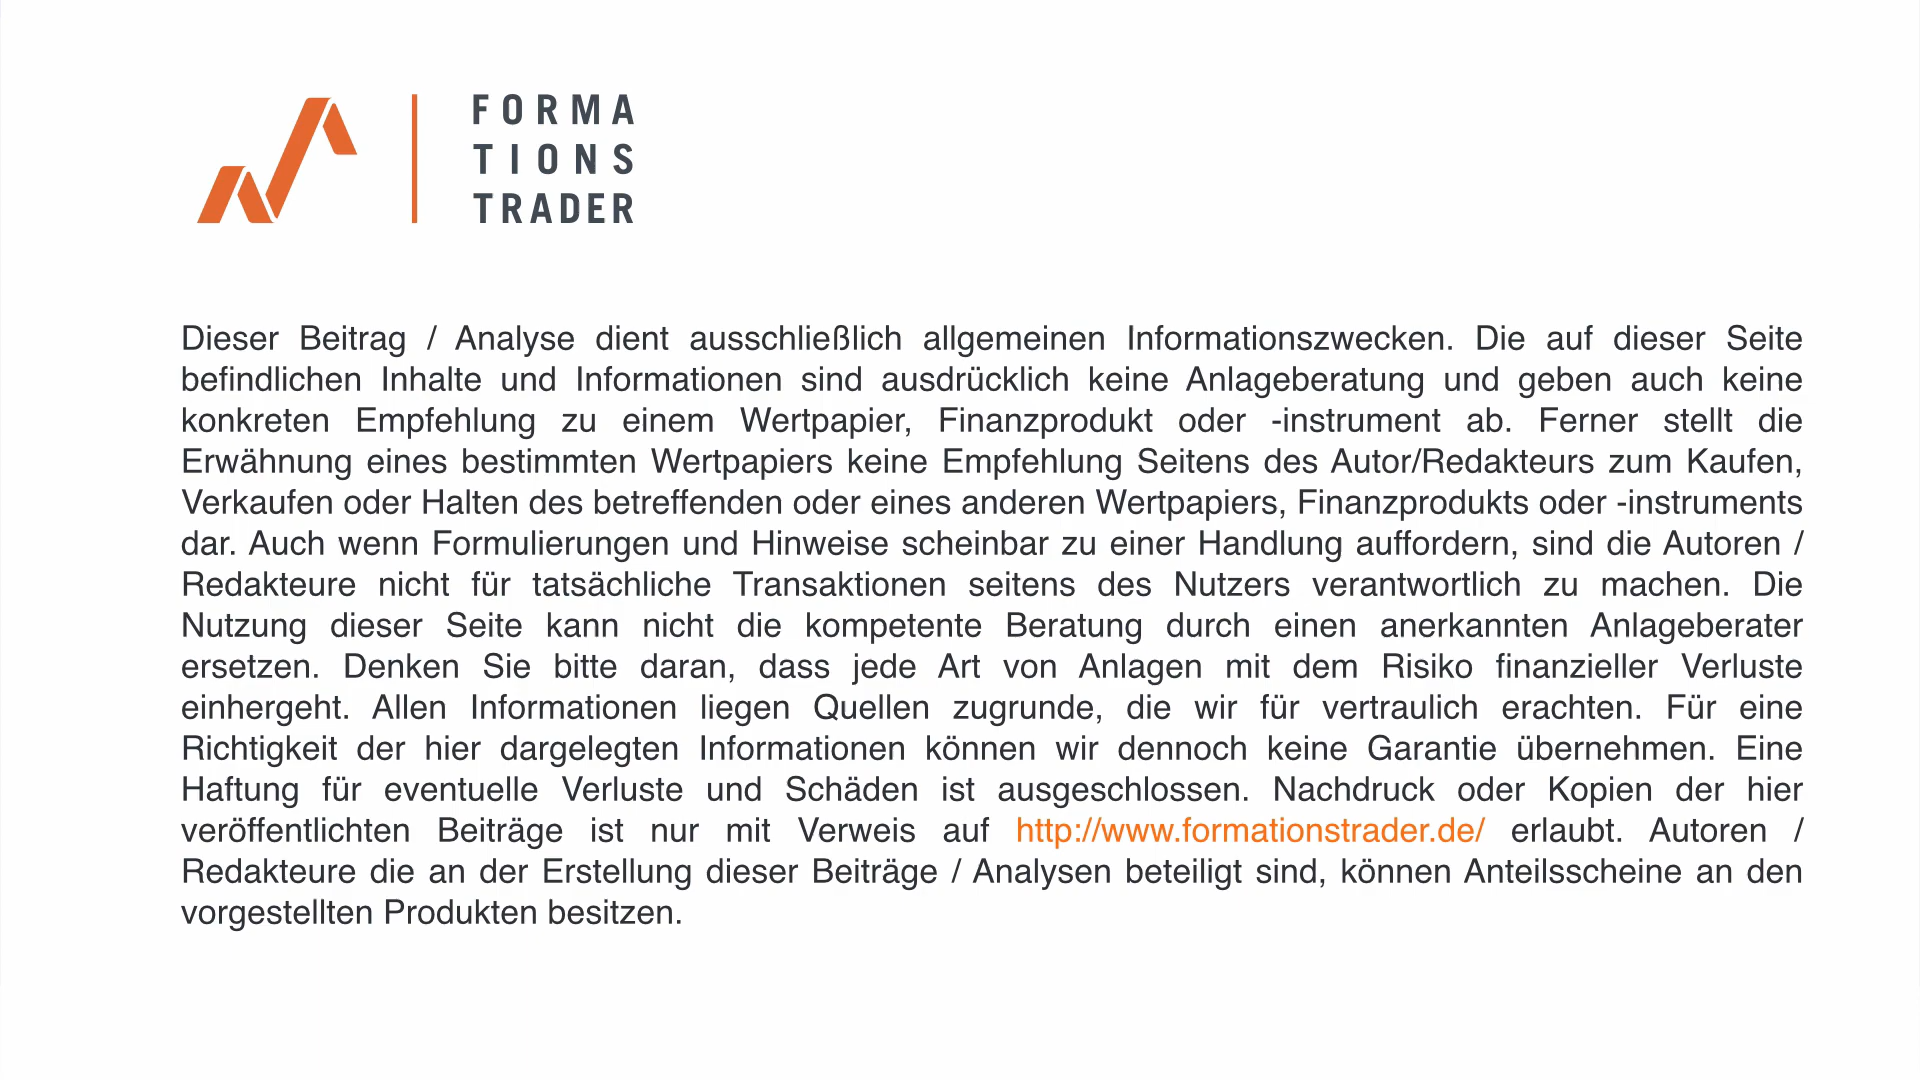 FORMA
TIONS
TRADER
Dieser Beitrag / Analyse dient ausschließlich allgemeinen Informationszwecken. Die auf dieser Seite
befindlichen Inhalte und Informationen sind ausdrücklich keine Anlageberatung und geben auch keine
konkreten Empfehlung zu einem Wertpapier, Finanzprodukt oder -instrument ab. Ferner stellt die
Erwähnung eines bestimmten Wertpapiers keine Empfehlung Seitens des Autor/Redakteurs zum Kaufen,
Verkaufen oder Halten des betreffenden oder eines anderen Wertpapiers, Finanzprodukts oder -instruments
dar. Auch wenn Formulierungen und Hinweise scheinbar zu einer Handlung auffordern, sind die Autoren /
Redakteure nicht für tatsächliche Transaktionen seitens des Nutzers verantwortlich zu machen. Die
Nutzung dieser Seite kann nicht die kompetente Beratung durch einen anerkannten Anlageberater
ersetzen. Denken Sie bitte daran, dass jede Art von Anlagen mit dem Risiko finanzieller Verluste
einhergeht. Allen Informationen liegen Quellen zugrunde, die wir für vertraulich erachten. Für eine
Richtigkeit der hier dargelegten Informationen können wir dennoch keine Garantie übernehmen. Eine
Haftung für eventuelle Verluste und Schäden ist ausgeschlossen. Nachdruck oder Kopien der hier
veröffentlichten Beiträge ist nur mit Verweis auf http://www.formationstrader.de/ erlaubt. Autoren /
Redakteure die an der Erstellung dieser Beiträge / Analysen beteiligt sind, können Anteilsscheine an den
vorgestellten Produkten besitzen.